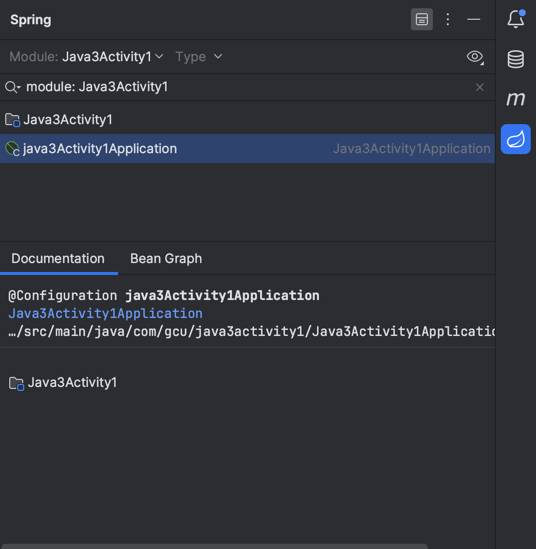 Spring
Module: Java3Activity1 Type
module: Java3Activity1
Java3Activity1
java3Activity1Application Java3Activity1Application
Documentation Bean Graph
@Configuration java3Activity1Application
Java3Activity1Application
…/src/main/java/com/gcu/java3activity1/Java3Activity1Applicatio
Java3Activity1
m